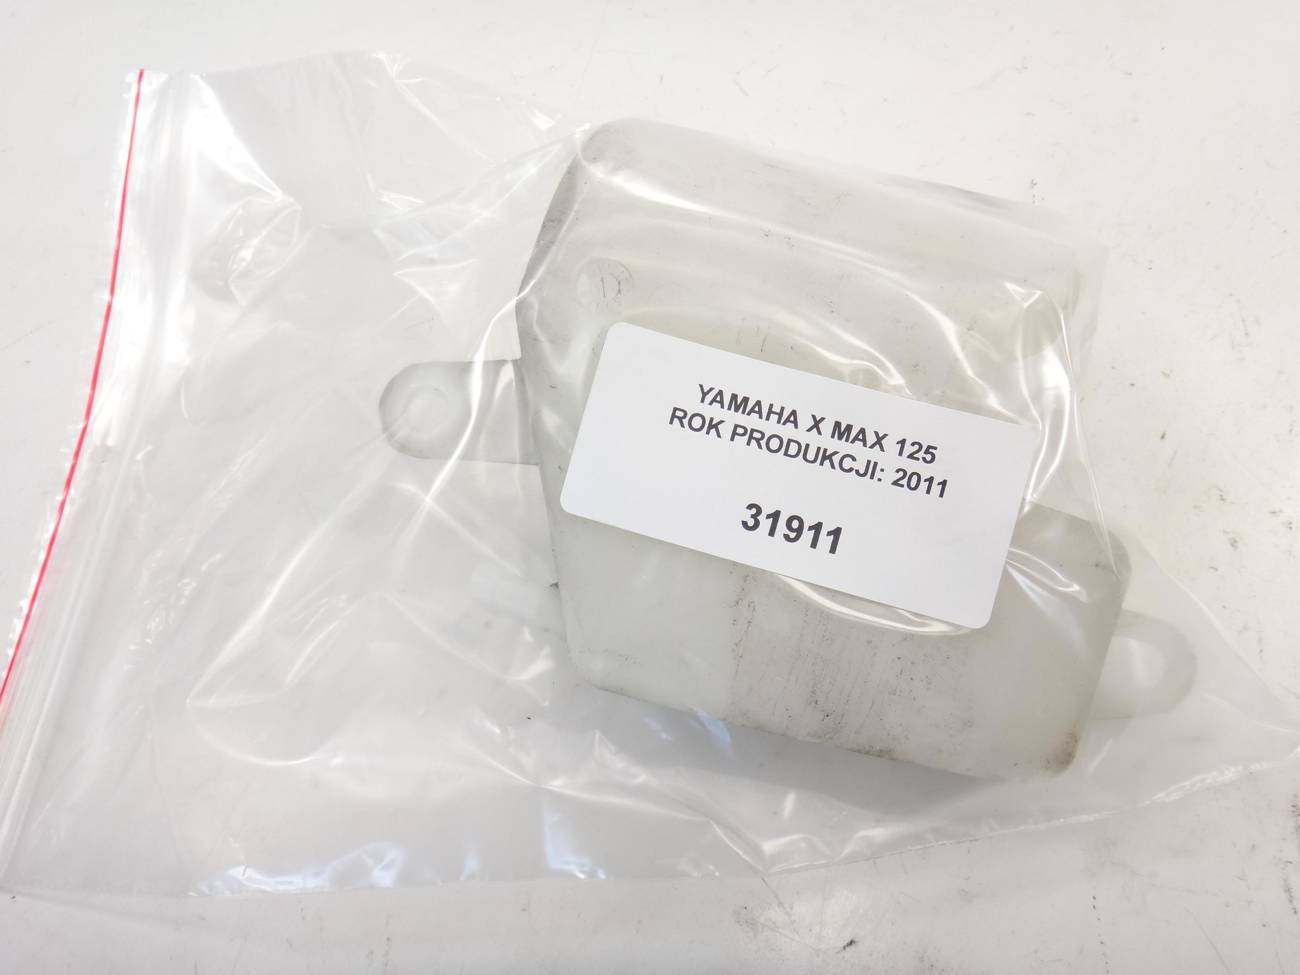 YAMAHA X MAX 125
ROK PRODUKCJI: 2011
31911